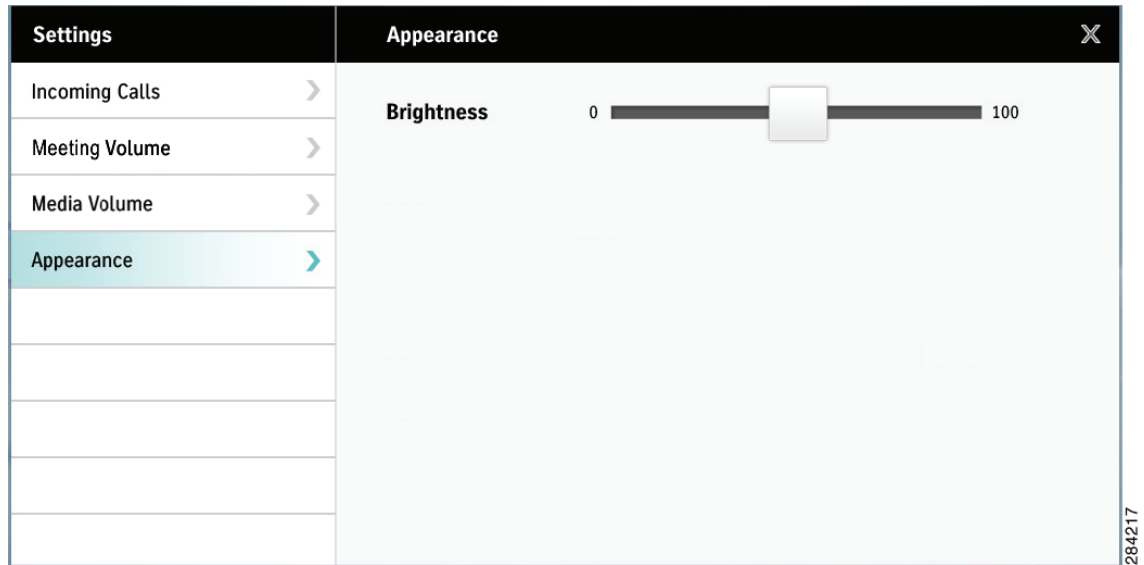 Settings
Appearance
Incoming Calls
Meeting Volume
Media Volume
Appearance
Brightness 0 100
284217